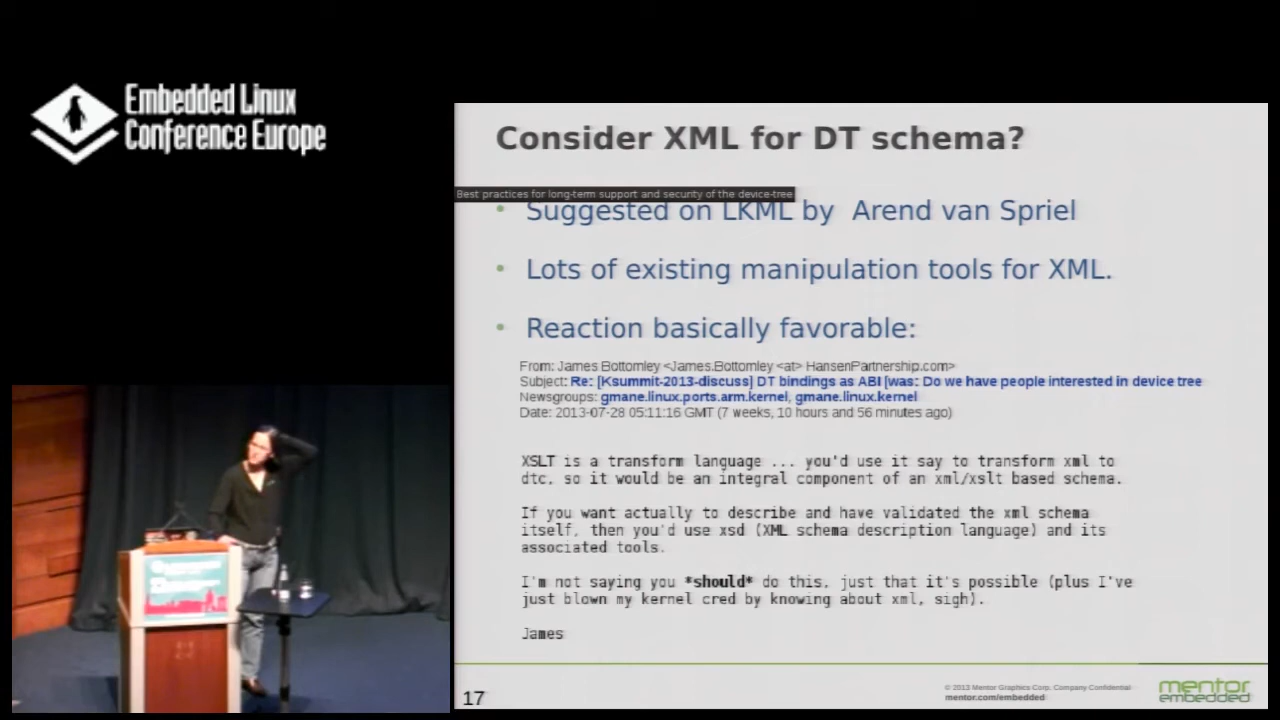 Embedded Linux
Conference Europe
Consider XML for DT schema?
Best practices for long-term support and security of the device-tree
Suggested on LKML by Arend van Spriel
Lots of existing manipulation tools for XML.
Reaction basically favorable:
From: James Bottomley <James.Bottomley <at> HansenPartnership.com>
Subject: Re: [Ksummit-2013-discuss] DT bindings as ABI [was: Do we have people interested in device tree
Newsgroups: gmane.linux.ports.arm.kernel, gmane.linux.kernel
Date: 2013-07-28 05:11:16 GMT (7 weeks, 10 hours and 56 minutes ago)
XSLT is a transform language ... you'd use it say to transform xml to
dtc, so it would be an integral component of an xml/xslt based schema.
If you want actually to describe and have validated the xml schema
itself, then you'd use xsd (XML schema description language) and its
associated tools.
I'm not saying you *should* do this, just that it's possible (plus I've
just blown my kernel cred by knowing about xml, sigh).
James
17
© 2013 Mentor Graphics Corp. Company Confidential
mentor.com/embedded
mentor
embedded